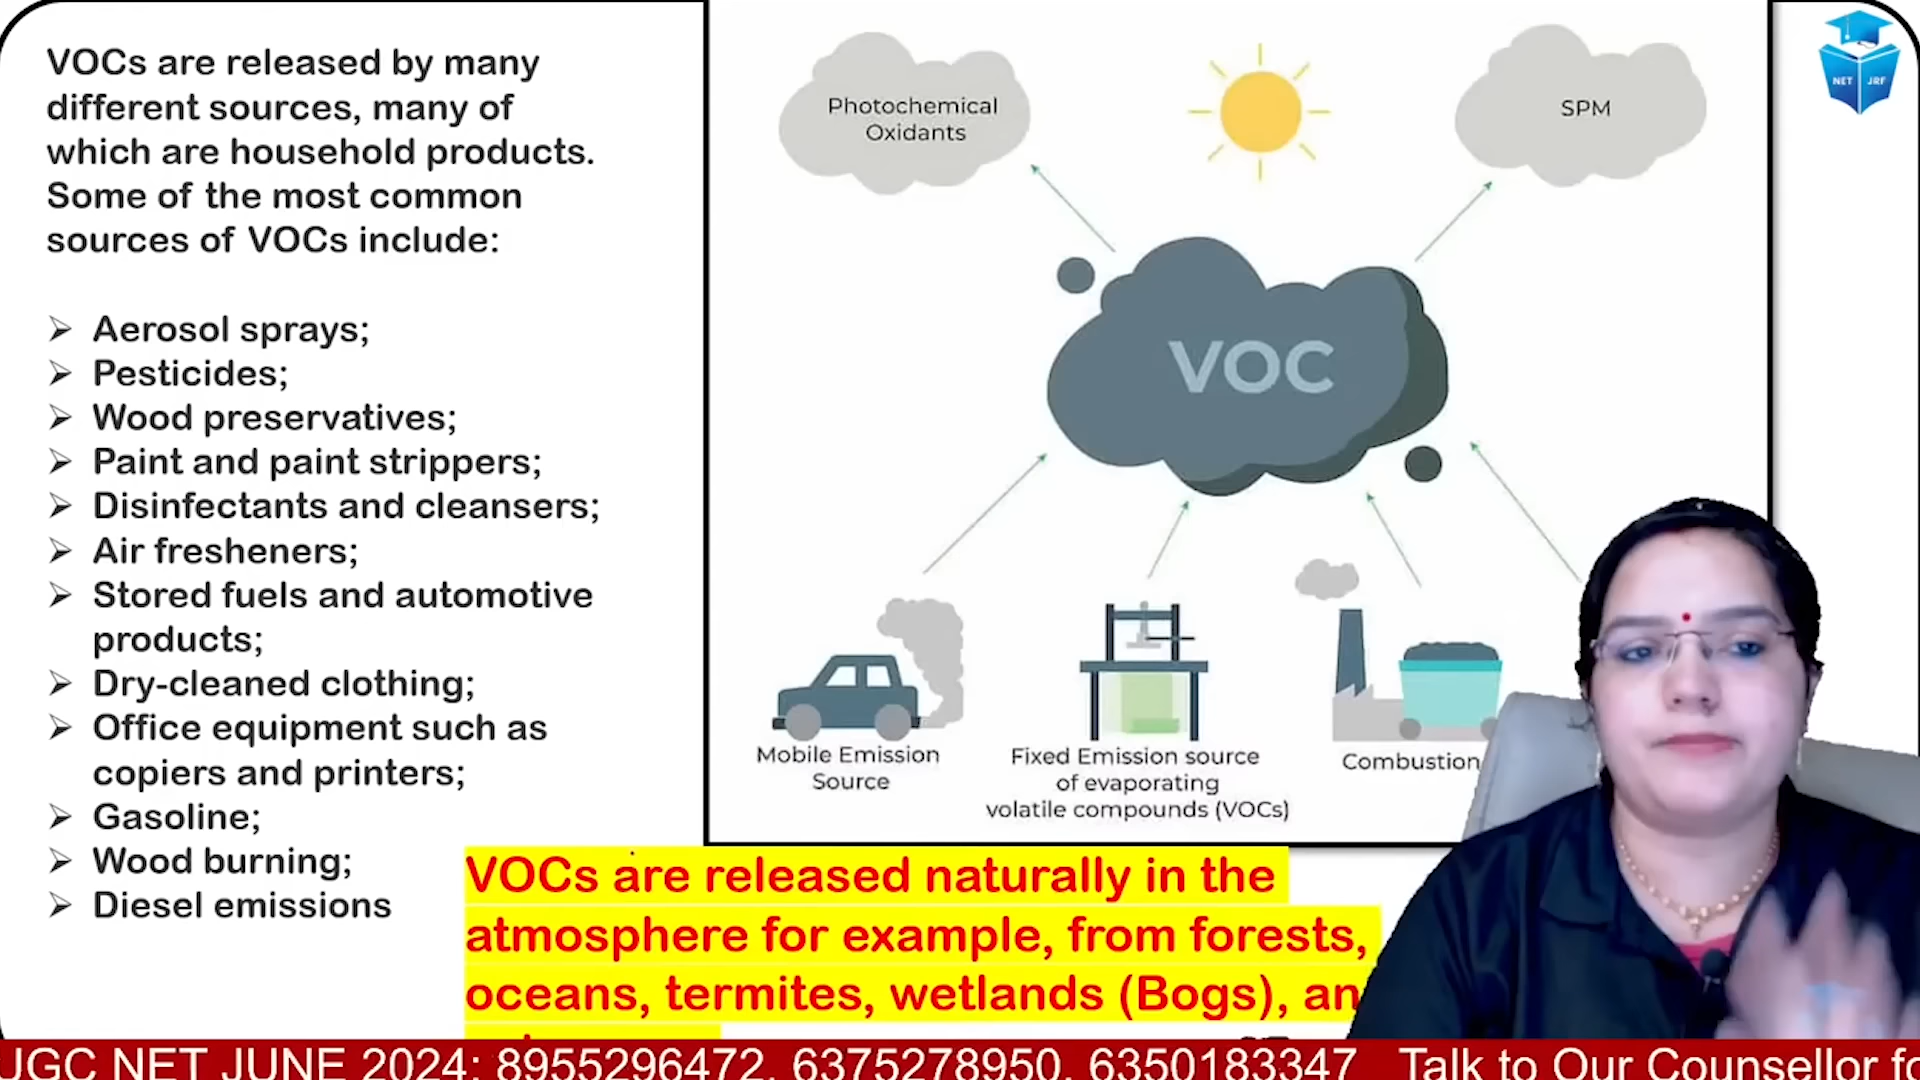 VOCs are released by many
different sources, many of
which are household products.
Some of the most common
sources of VOCs include:
➢ Aerosol sprays;
➢ Pesticides;
➢ Wood preservatives;
➢ Paint and paint strippers;
➢ Disinfectants and cleansers;
➢ Air fresheners;
➢ Stored fuels and automotive
products;
➢ Dry-cleaned clothing;
➢ Office equipment such as
copiers and printers;
➢ Gasoline;
➢ Wood burning;
➢ Diesel emissions
Photochemical
Oxidants
SPM
NET JRF
VOC
Mobile Emission
Source
Fixed Emission source
of evaporating
volatile compounds (VOCs)
Combustion
VOCs are released naturally in the
atmosphere for example, from forests,
oceans, termites, wetlands (Bogs),
UGC NET JUNE 2024: 8955296472, 6375278950, 6350183347 Talk to Our Counsellor